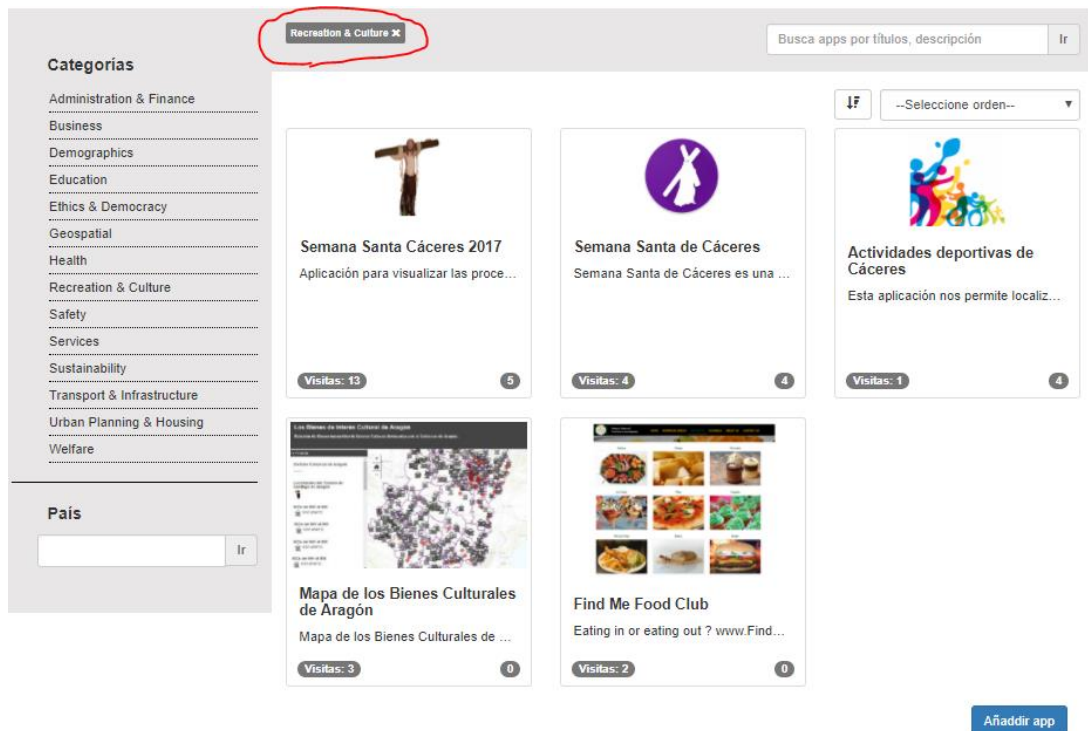 Recreation & Culture ✖
Busca apps por títulos, descripción
Ir
Categorías
Administration & Finance
Business
Demographics
Education
Ethics & Democracy
Geospatial
Health
Recreation & Culture
Safety
Services
Sustainability
Transport & Infrastructure
Urban Planning & Housing
Welfare
País
Ir
--Seleccione orden--
Semana Santa Cáceres 2017
Aplicación para visualizar las proce...
Visitas: 13
5
Semana Santa de Cáceres
Semana Santa de Cáceres es una ...
Visitas: 4
4
Actividades deportivas de
Cáceres
Esta aplicación nos permite localiz...
Visitas: 1
4
Los Bienes de Interés Cultural de Aragón
Mapa de los Bienes Culturales
de Aragón
Mapa de los Bienes Culturales de ...
Visitas: 3
0
Find Me Food Club
Eating in or eating out ? www.Find...
Visitas: 2
0
Añaddir app